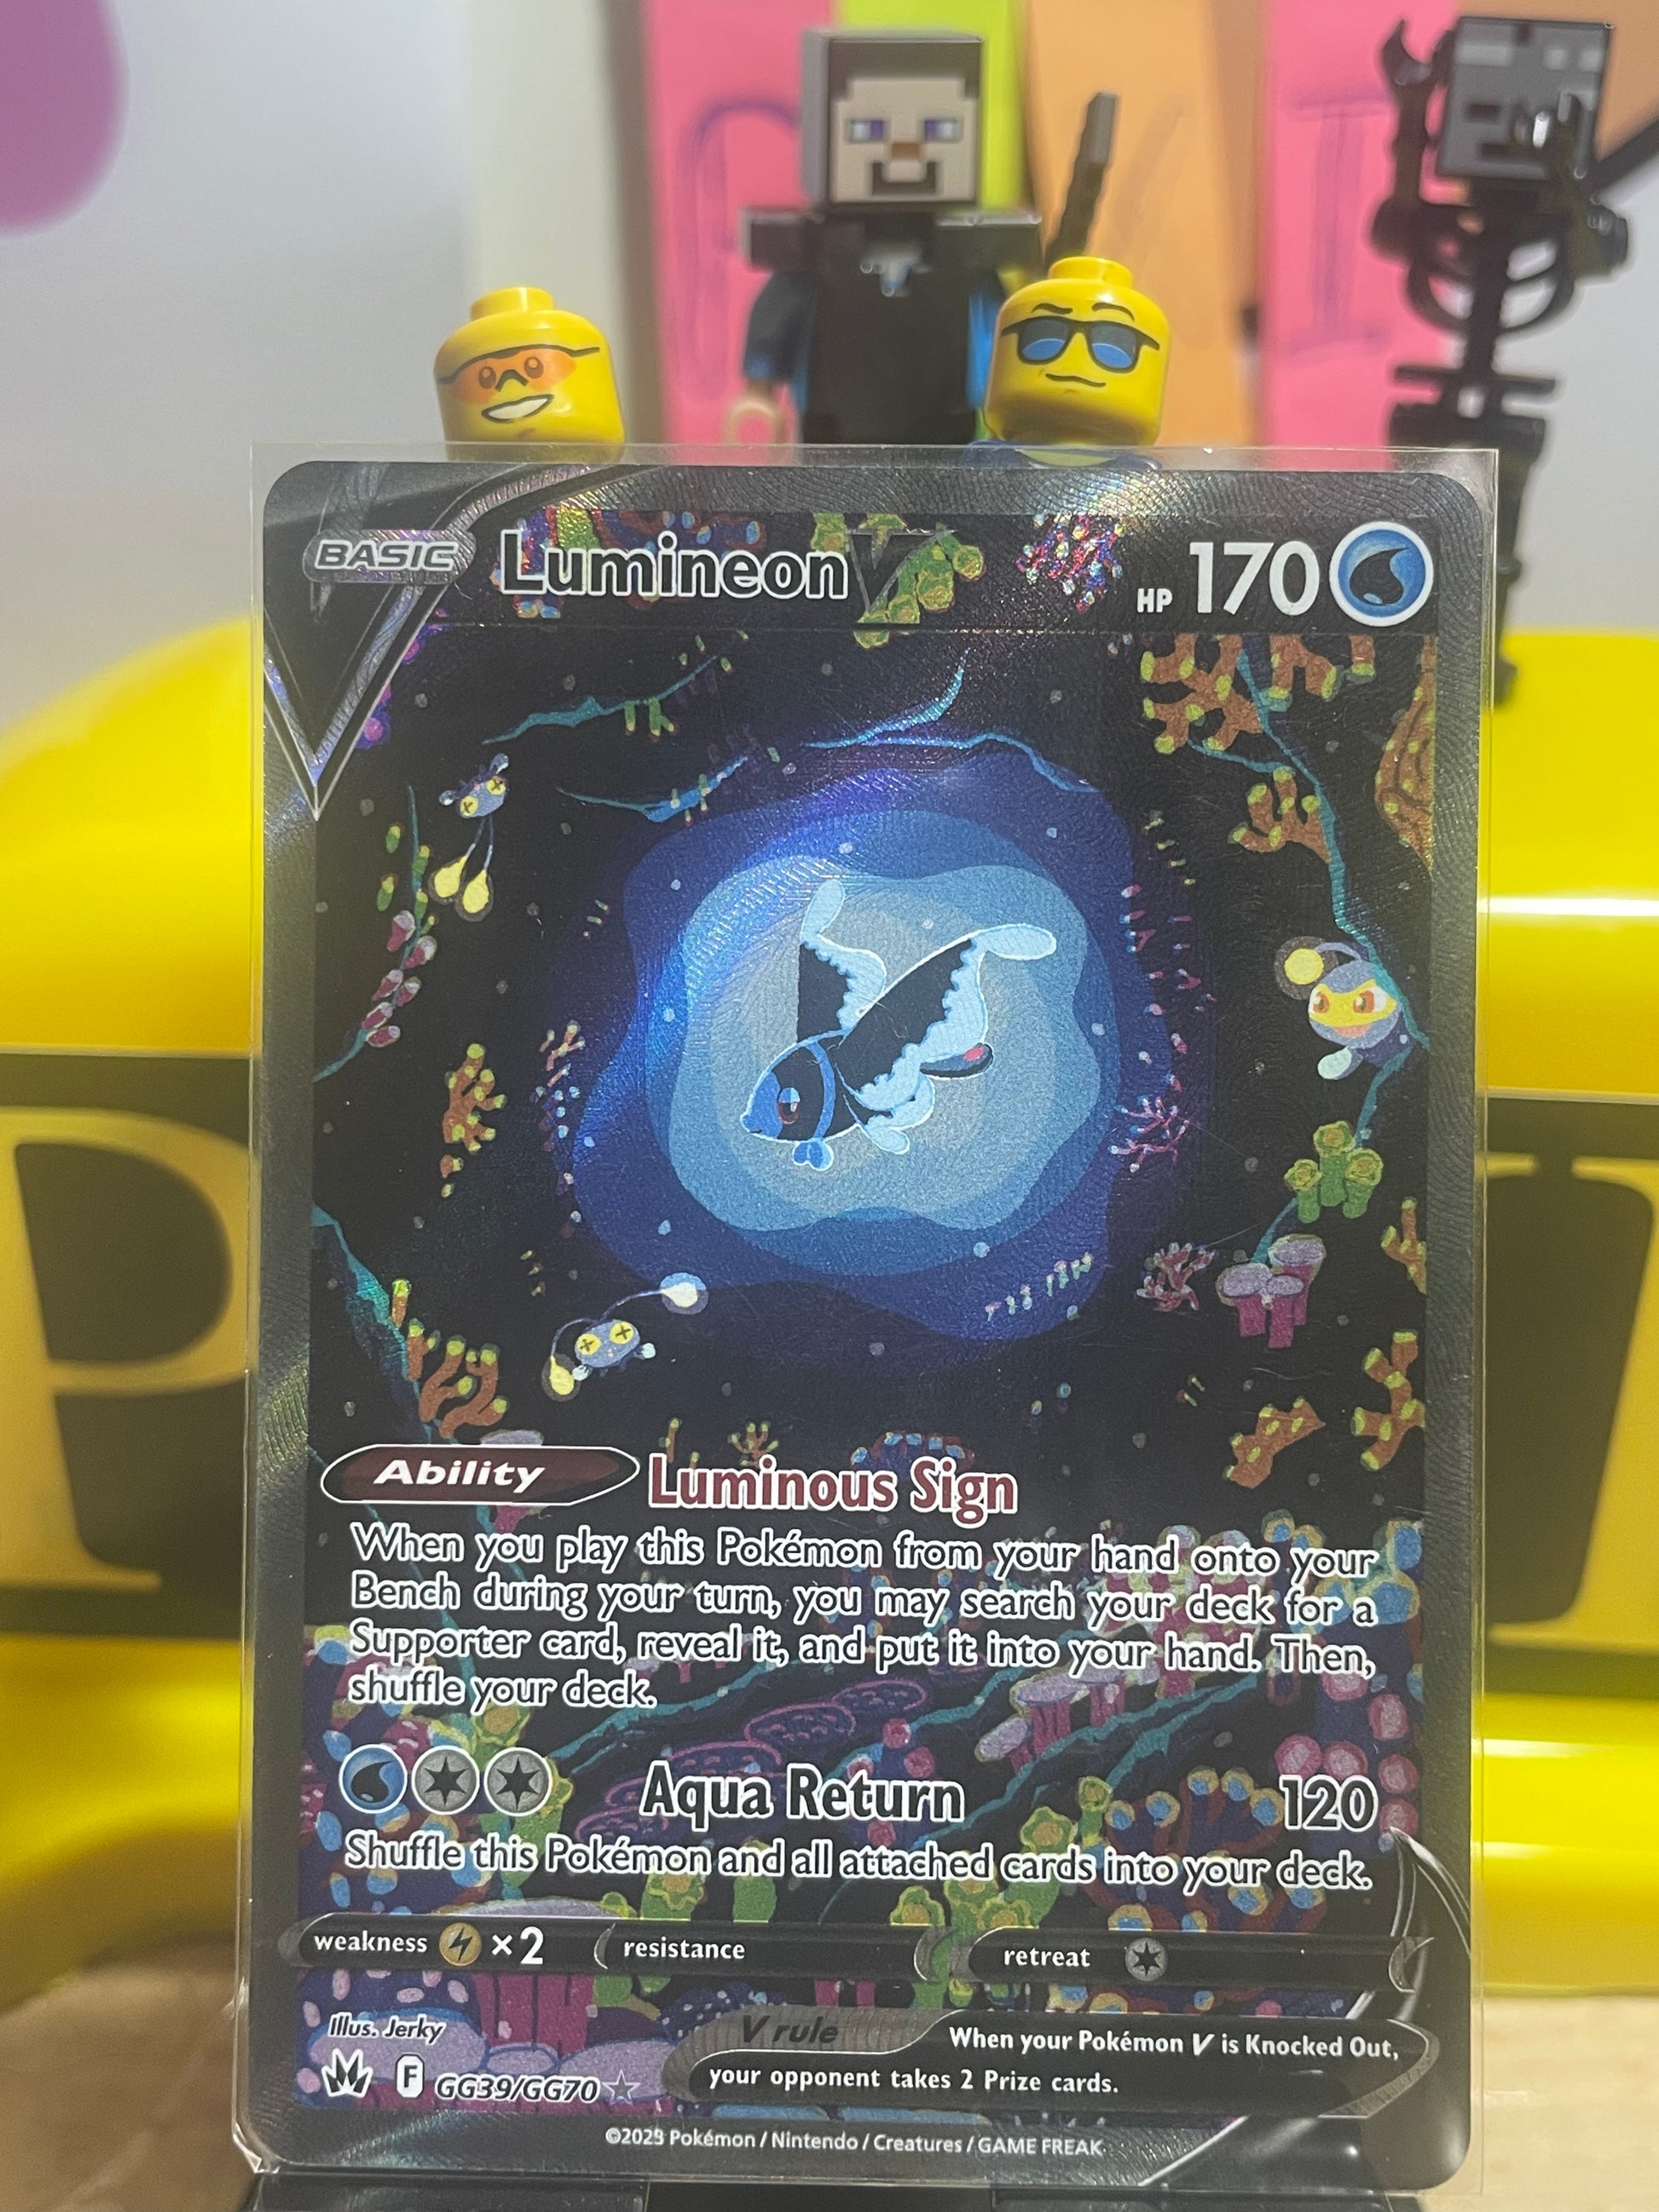 BASIC LumineonV HP 170
Ability Luminous Sign
When you play this Pokémon from your hand onto your
Bench during your turn, you may search your deck for a
Supporter card, reveal it, and put it into your hand. Then,
shuffle your deck.
Aqua Return 120
Shuffle this Pokémon and all attached cards into your deck.
weakness ×2 resistance retreat
Illus. Jerky
V rule When your Pokémon V is Knocked Out,
your opponent takes 2 Prize cards.
F GG39/GG70
©2023 Pokémon / Nintendo / Creatures / GAME FREAK